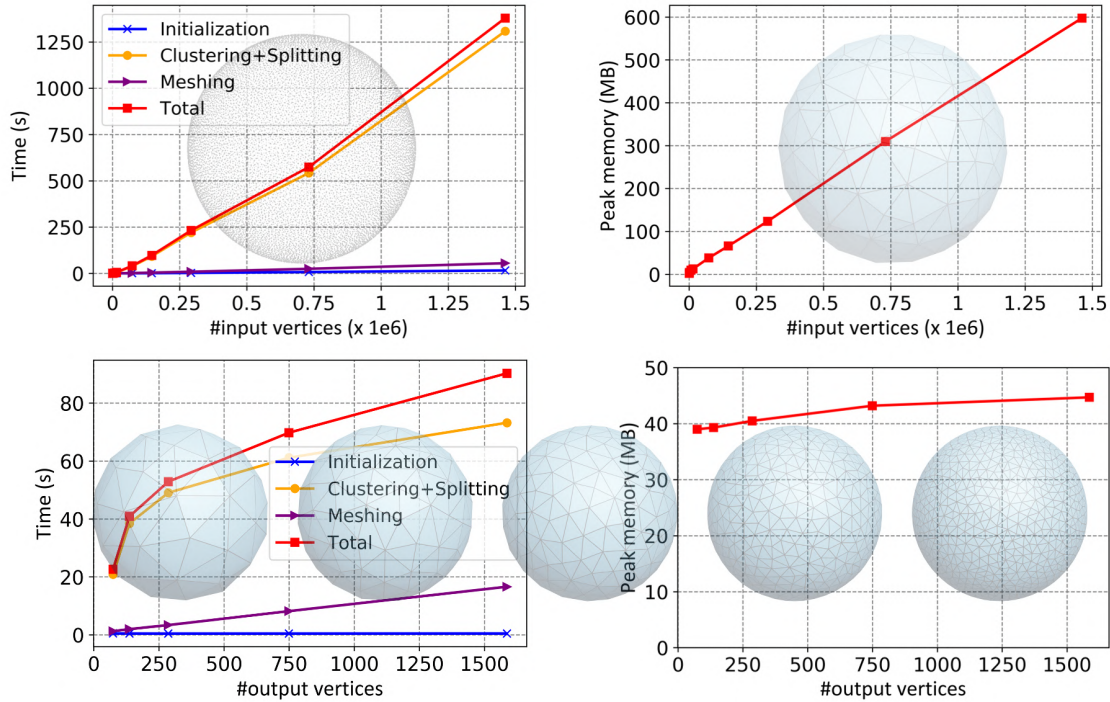 Initialization
Clustering+Splitting
Meshing
Total
1250
1000
750
500
250
0
Time (s)
0 0.25 0.5 0.75 1 1.25 1.5
#input vertices (x 1e6)
600
500
400
300
200
100
0
Peak memory (MB)
0 0.25 0.5 0.75 1 1.25 1.5
#input vertices (x 1e6)
80
60
40
20
0
Time (s)
Initialization
Clustering+Splitting
Meshing
Total
0 250 500 750 1000 1250 1500
#output vertices
50
40
30
20
10
0
Peak memory (MB)
0 250 500 750 1000 1250 1500
#output vertices